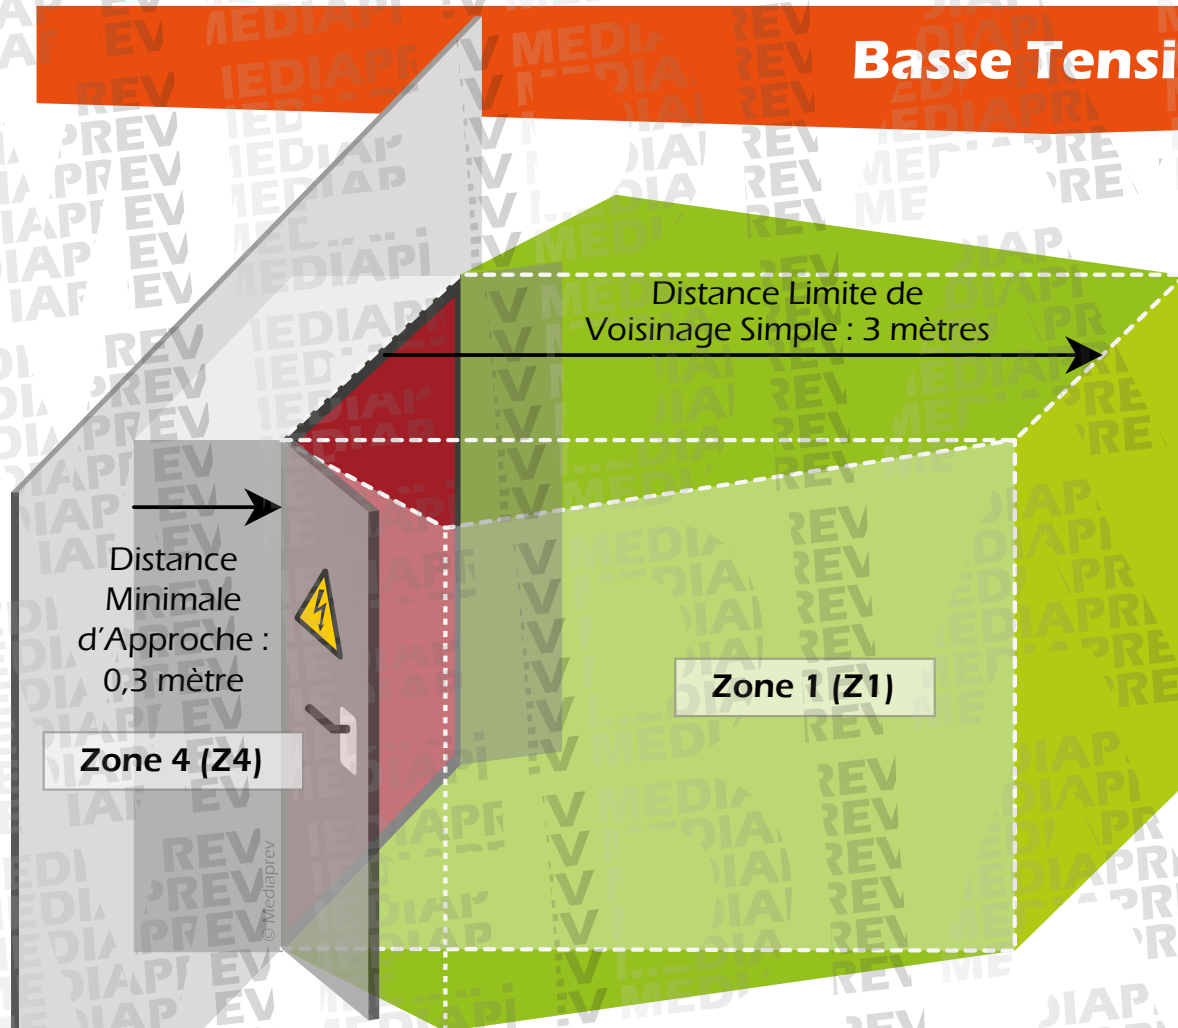 Basse Tensi
Distance Limite de
Voisinage Simple : 3 mètres
Distance
Minimale
d'Approche :
0,3 mètre
Zone 1 (Z1)
Zone 4 (Z4)
© Mediaprev